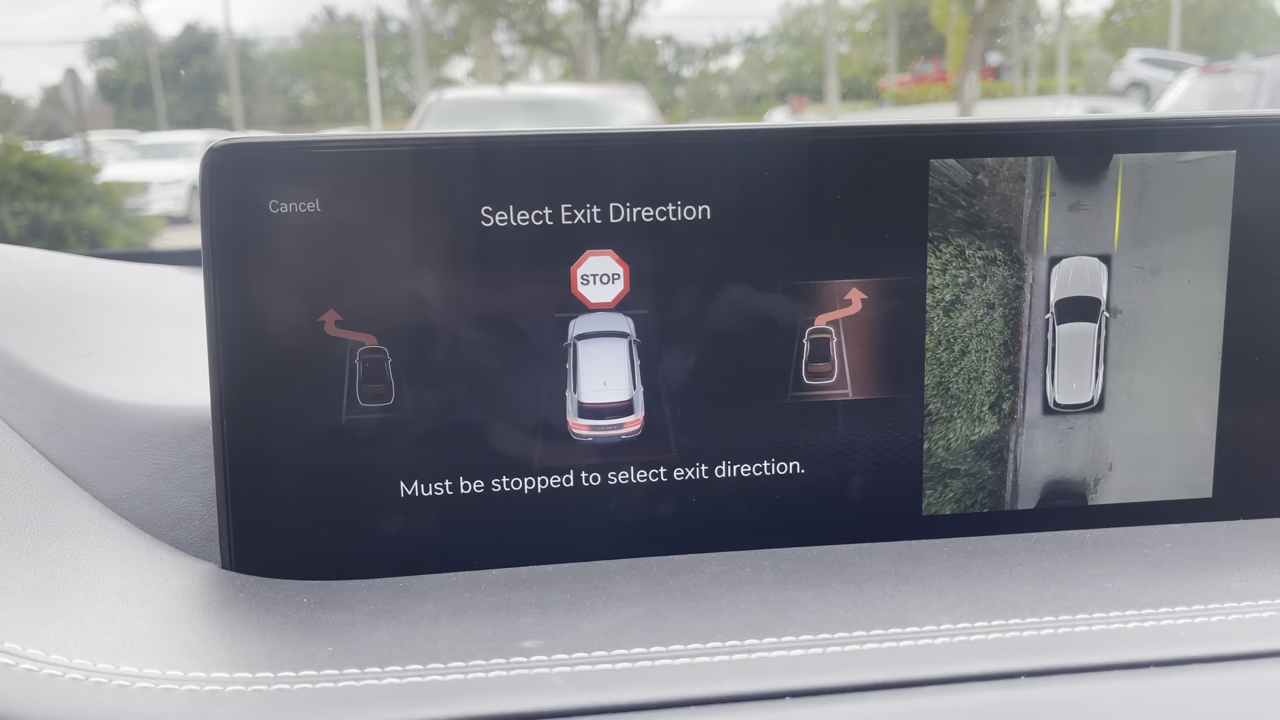 Cancel
Select Exit Direction
STOP
Must be stopped to select exit direction.